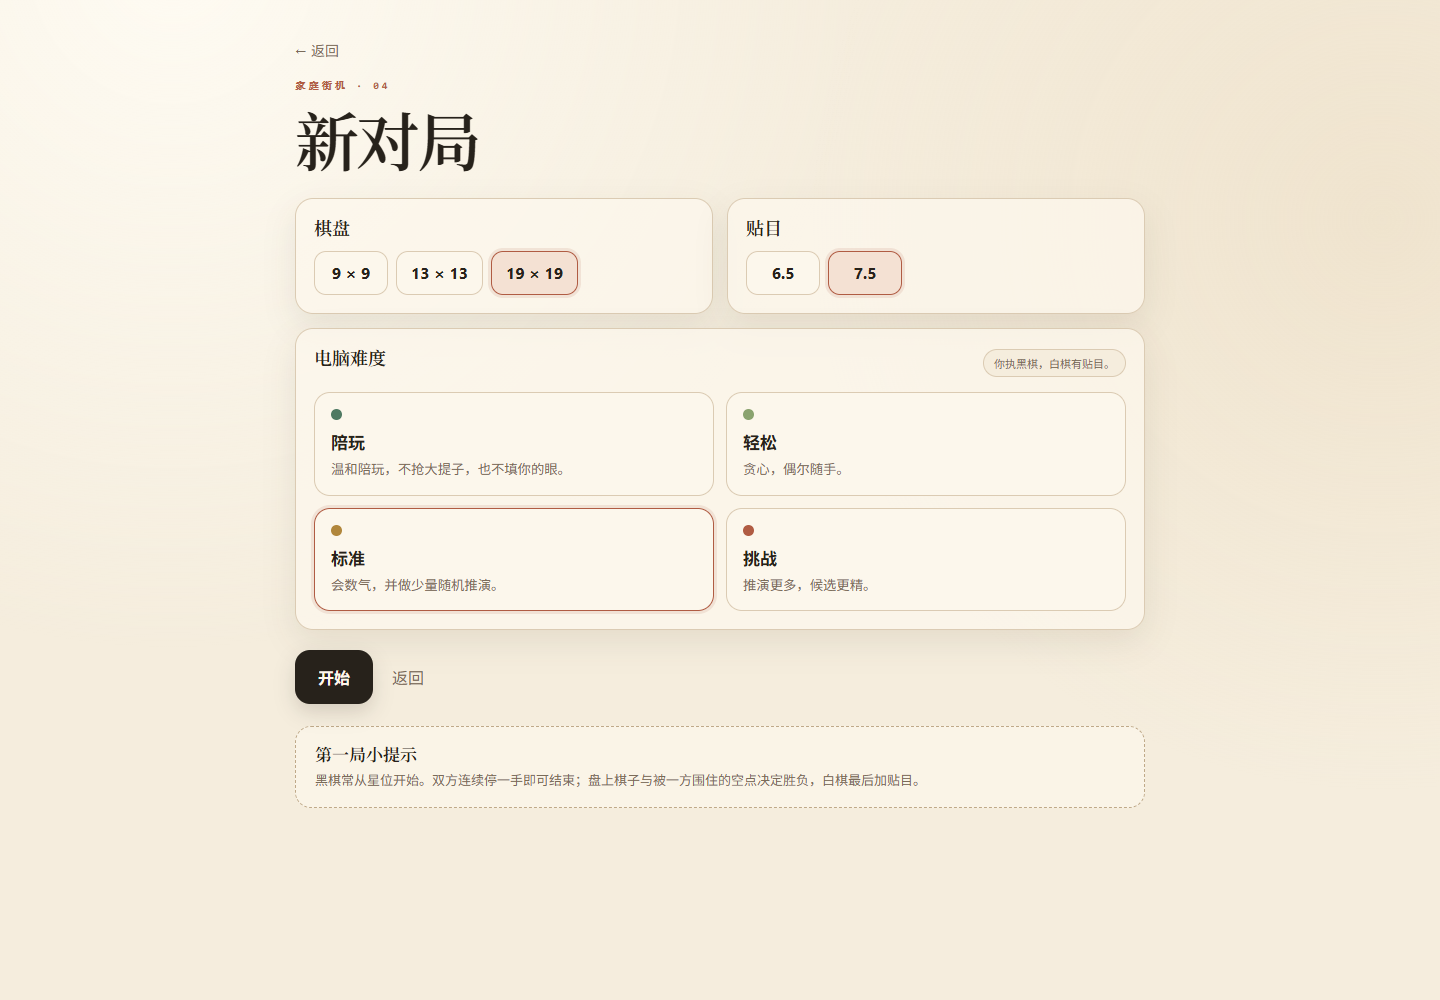 ← 返回
家庭街机 · 04
新对局
棋盘
9 × 9
13 × 13
19 × 19
贴目
6.5
7.5
电脑难度
你执黑棋，白棋有贴目。
陪玩
温和陪玩，不抢大提子，也不填你的眼。
轻松
贪心，偶尔随手。
标准
会数气，并做少量随机推演。
挑战
推演更多，候选更精。
开始
返回
第一局小提示
黑棋常从星位开始。双方连续停一手即可结束；盘上棋子与被一方围住的空点决定胜负，白棋最后加贴目。